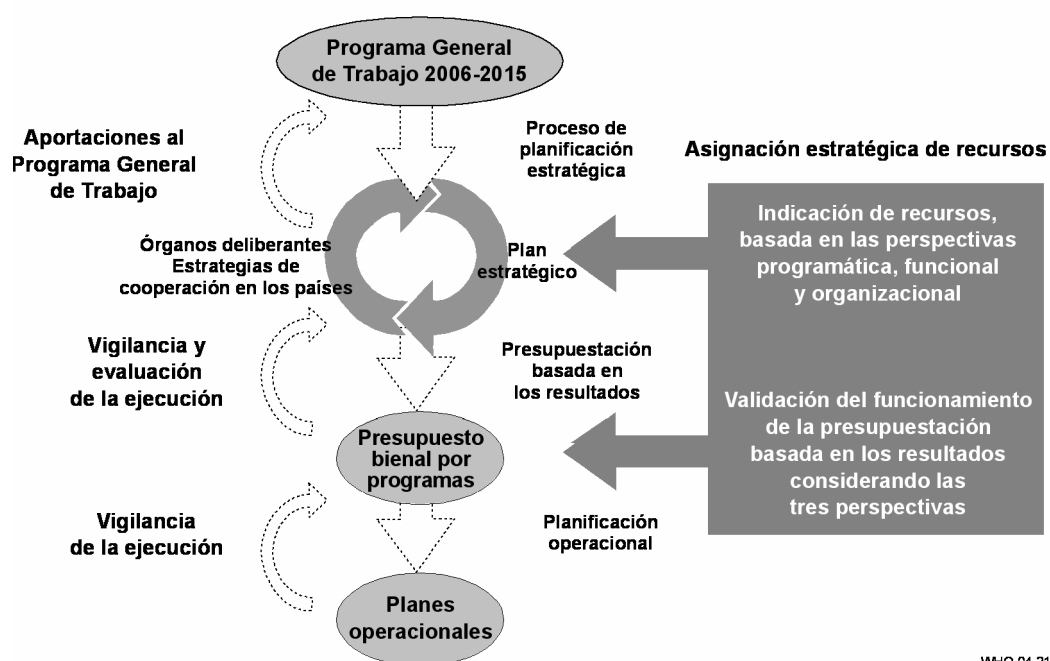 Programa General
de Trabajo 2006-2015
Aportaciones al
Programa General
de Trabajo
Proceso de
planificación
estratégica
Asignación estratégica de recursos
Órganos deliberantes
Estrategias de
cooperación en los países
Plan
estratégico
Indicación de recursos,
basada en las perspectivas
programática, funcional
y organizacional
Vigilancia y
evaluación
de la ejecución
Presupuestación
basada en
los resultados
Validación del funcionamiento
de la presupuestación
basada en los resultados
considerando las
tres perspectivas
Presupuesto
bienal por
programas
Vigilancia
de la ejecución
Planificación
operacional
Planes
operacionales
WHO 04.21